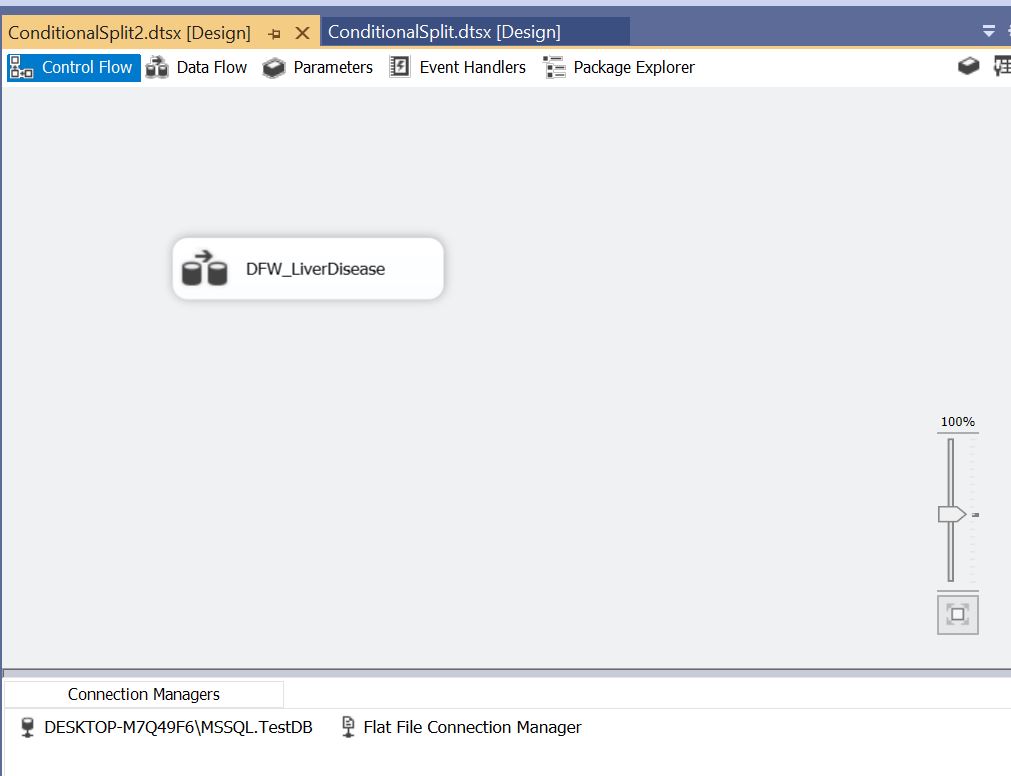 ConditionalSplit2.dtsx [Design] ConditionalSplit.dtsx [Design]
Control Flow Data Flow Parameters Event Handlers Package Explorer
DFW_LiverDisease
100%
Connection Managers
DESKTOP-M7Q49F6\MSSQL.TestDB Flat File Connection Manager